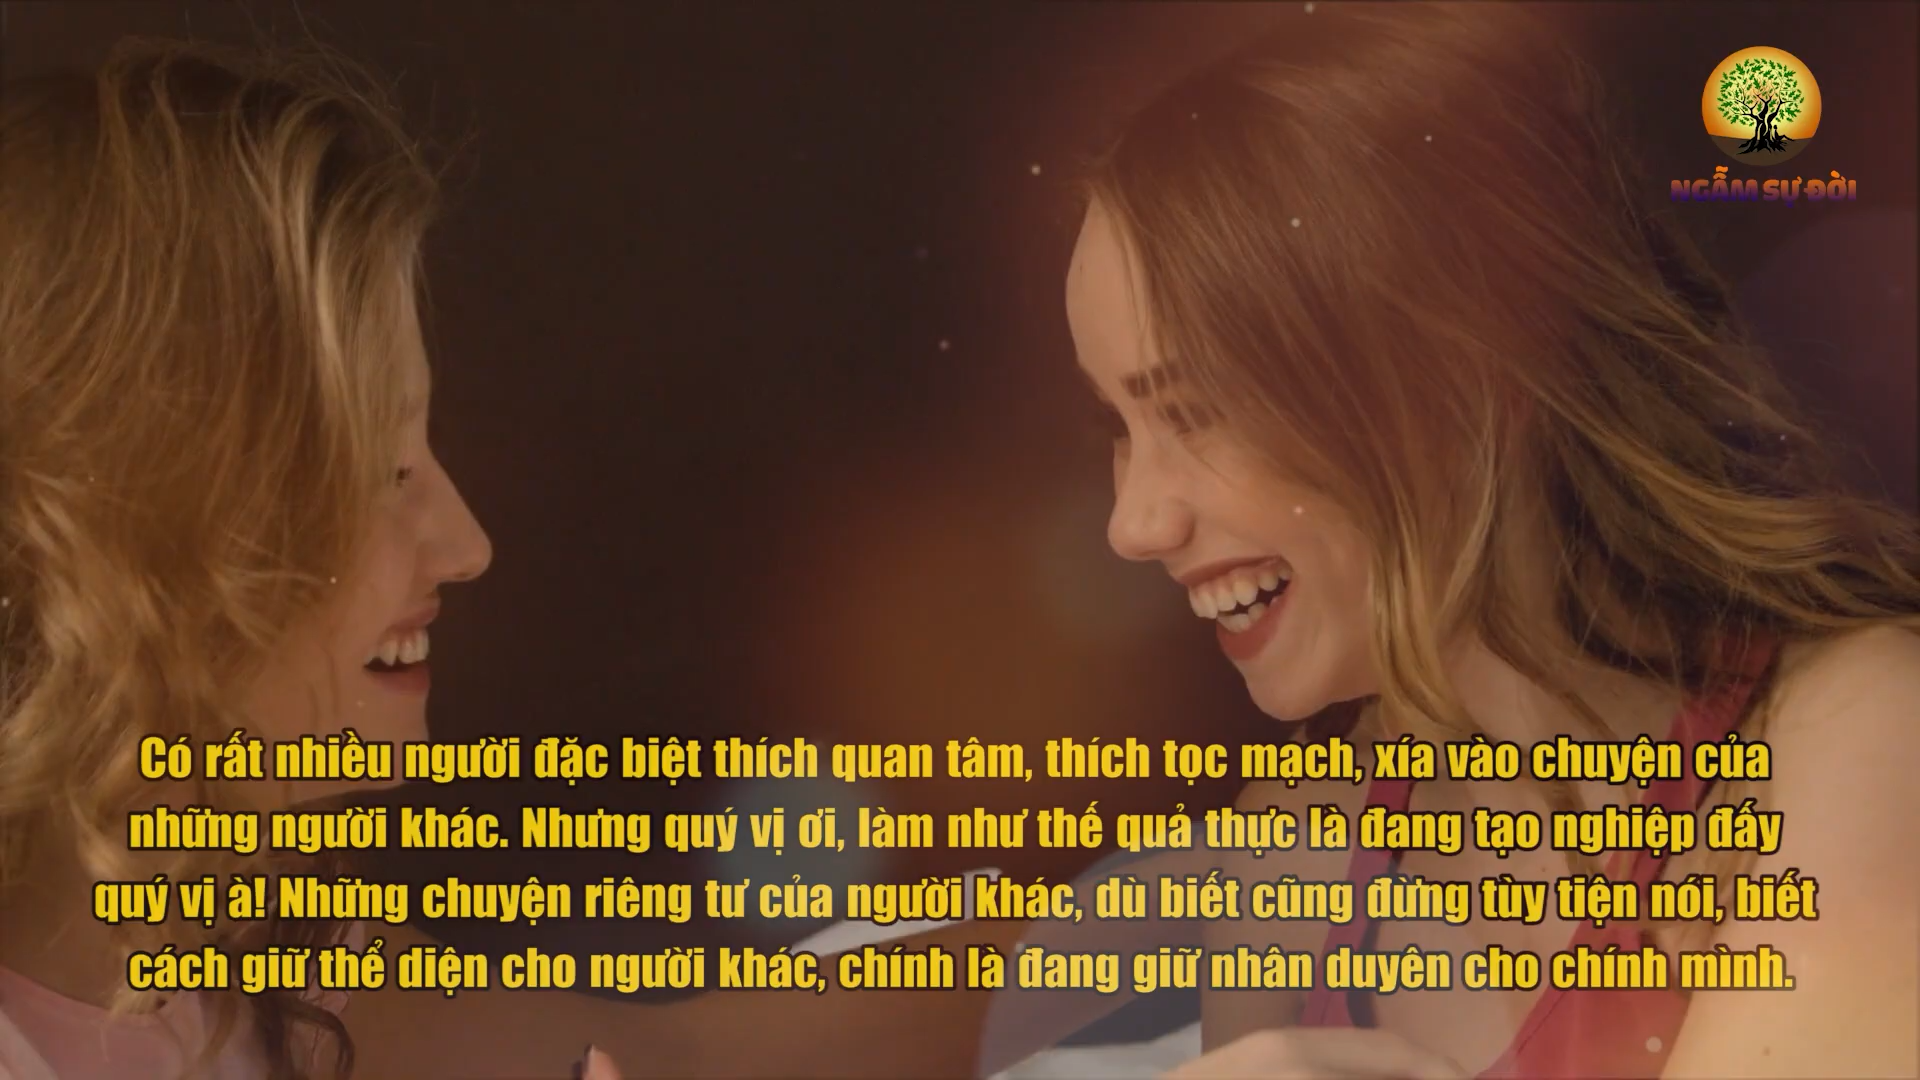 NGẪM SỰ ĐỜI
Có rất nhiều người đặc biệt thích quan tâm, thích tọc mạch, xía vào chuyện của
những người khác. Nhưng quý vị ơi, làm như thế quả thực là đang tạo nghiệp đấy
quý vị à! Những chuyện riêng tư của người khác, dù biết cũng đừng tùy tiện nói, biết
cách giữ thể diện cho người khác, chính là đang giữ nhân duyên cho chính mình.